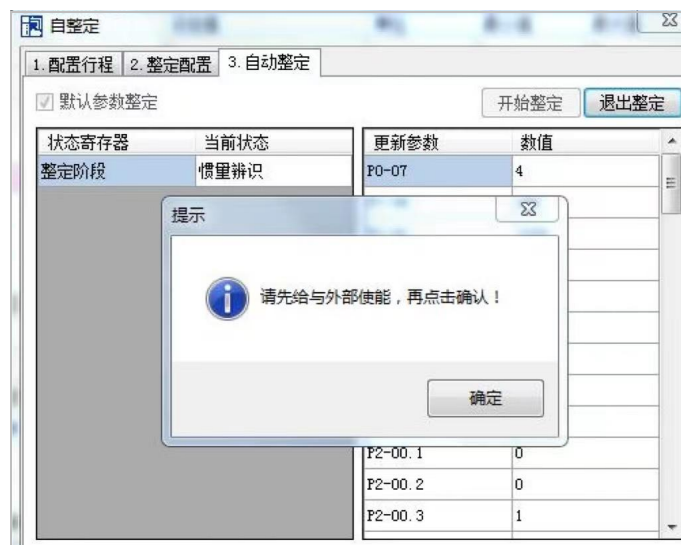 自整定
1.配置行程 2.整定配置 3.自动整定
默认参数整定 开始整定 退出整定
状态寄存器 当前状态 更新参数 数值
整定阶段 惯量辨识 P0-07 4
提示
请先给与外部使能，再点击确认！
确定
P2-00.1 0
P2-00.2 0
P2-00.3 1